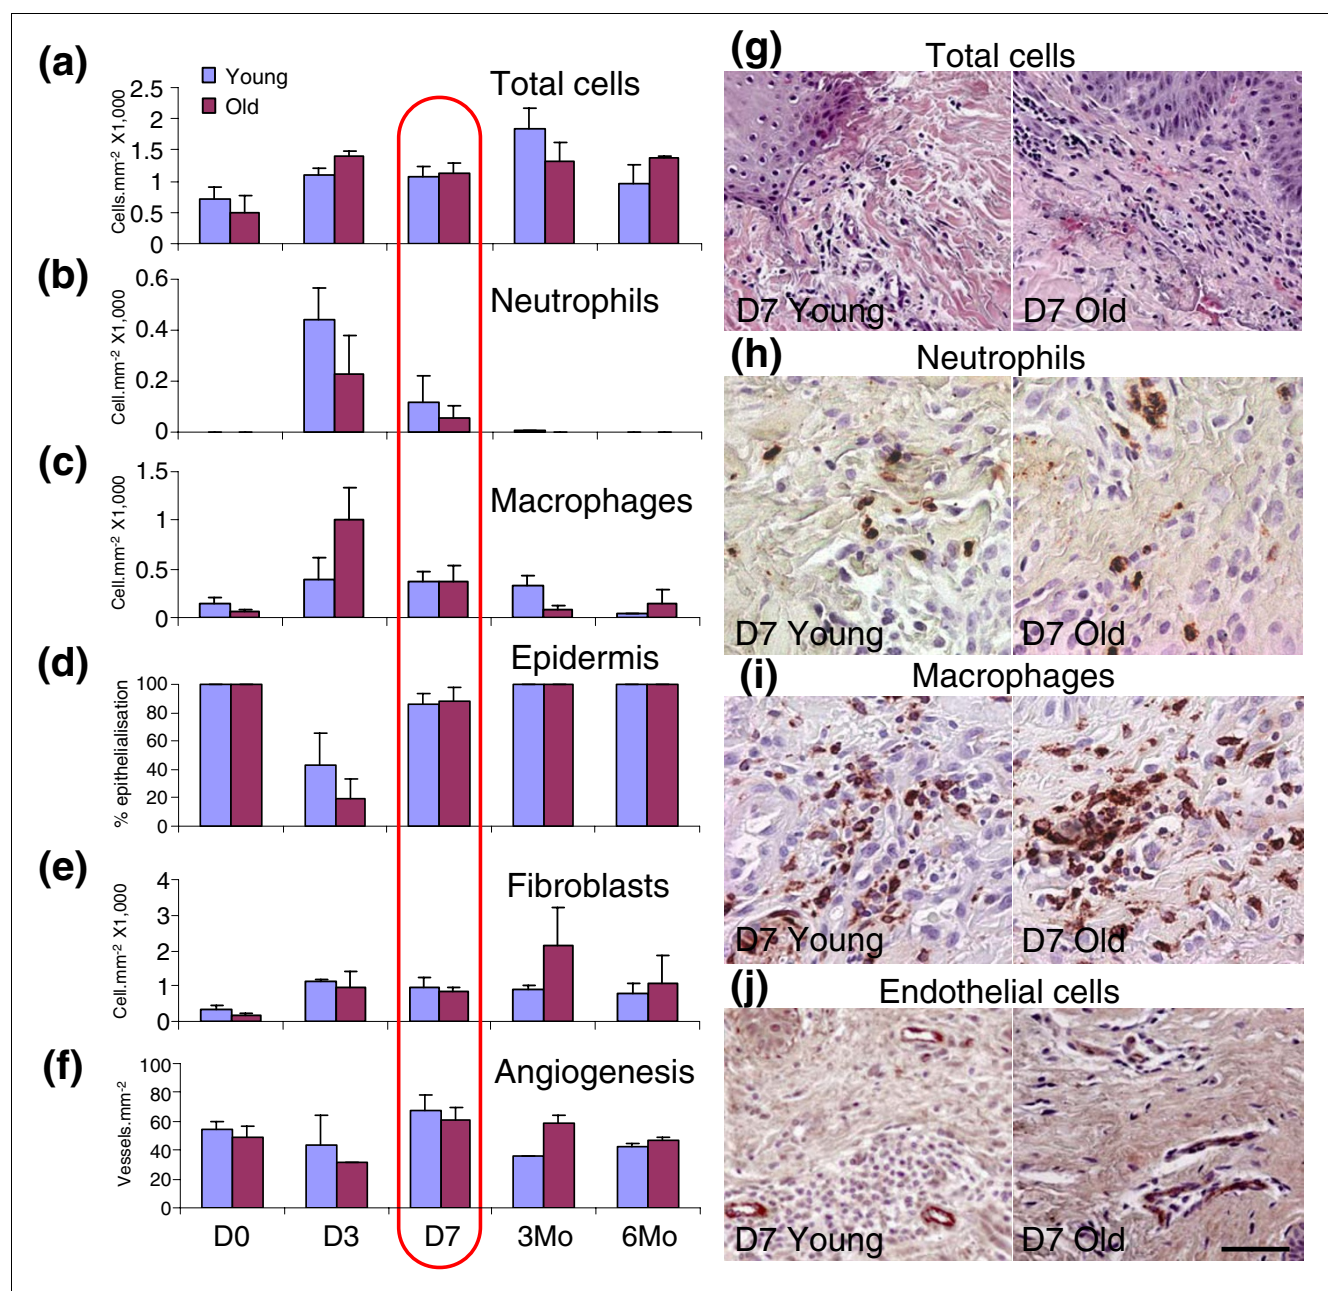 (a)
Young
Old
Total cells
Cells.mm-2 X1,000
2.5
2
1.5
1
0.5
0
(b)
Neutrophils
Cell.mm-2 X1,000
0.6
0.4
0.2
0
(c)
Macrophages
Cell.mm-2 X1,000
1.5
1
0.5
0
(d)
Epidermis
% epithelialisation
100
80
60
40
20
0
(e)
Fibroblasts
Cell.mm-2 X1,000
4
3
2
1
0
(f)
Angiogenesis
Vessels.mm-2
100
80
60
40
20
0
D0 D3 D7 3Mo 6Mo
(g)
Total cells
D7 Young D7 Old
(h)
Neutrophils
D7 Young D7 Old
(i)
Macrophages
D7 Young D7 Old
(j)
Endothelial cells
D7 Young D7 Old